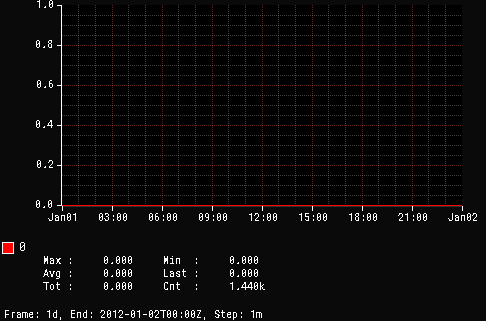 1.0
0.8
0.6
0.4
0.2
0.0
Jan01 03:00 06:00 09:00 12:00 15:00 18:00 21:00 Jan02
0
Max : 0.000 Min : 0.000
Avg : 0.000 Last : 0.000
Tot : 0.000 Cnt : 1.440k
Frame: 1d, End: 2012-01-02T00:00Z, Step: 1m